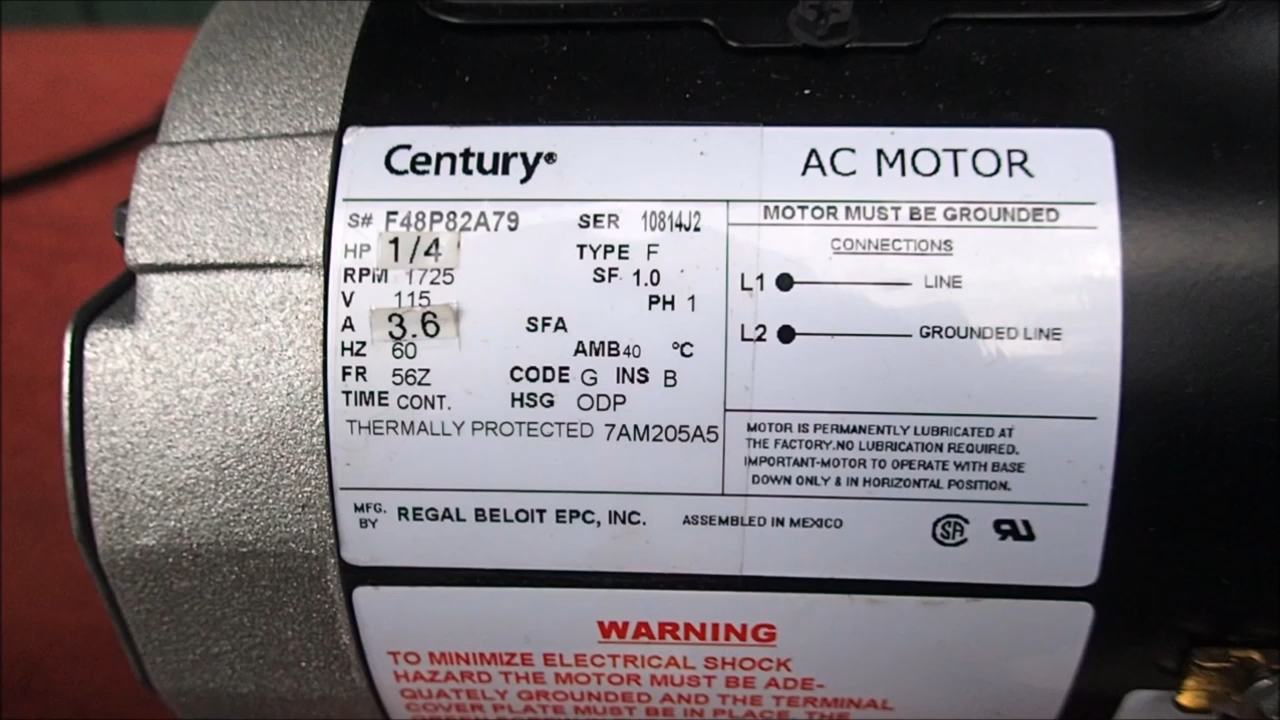 Century®
AC MOTOR
S# F48P82A79 SER 10814J2
HP 1/4 TYPE F
RPM 1725 SF 1.0
V 115 PH 1
A 3.6 SFA
HZ 60 AMB 40 °C
FR 56Z CODE G INS B
TIME CONT. HSG ODP
THERMALLY PROTECTED 7AM205A5
MOTOR MUST BE GROUNDED
CONNECTIONS
L1 LINE
L2 GROUNDED LINE
MOTOR IS PERMANENTLY LUBRICATED AT
THE FACTORY.NO LUBRICATION REQUIRED.
IMPORTANT-MOTOR TO OPERATE WITH BASE
DOWN ONLY & IN HORIZONTAL POSITION.
MFG. BY REGAL BELOIT EPC, INC. ASSEMBLED IN MEXICO
WARNING
TO MINIMIZE ELECTRICAL SHOCK
HAZARD THE MOTOR MUST BE ADE-
QUATELY GROUNDED AND THE TERMINAL
COVER PLATE MUST BE IN PLACE. THE